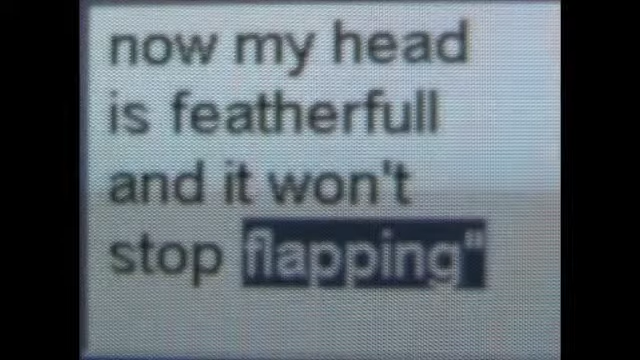 now my head
is featherfull
and it won't
stop flapping"